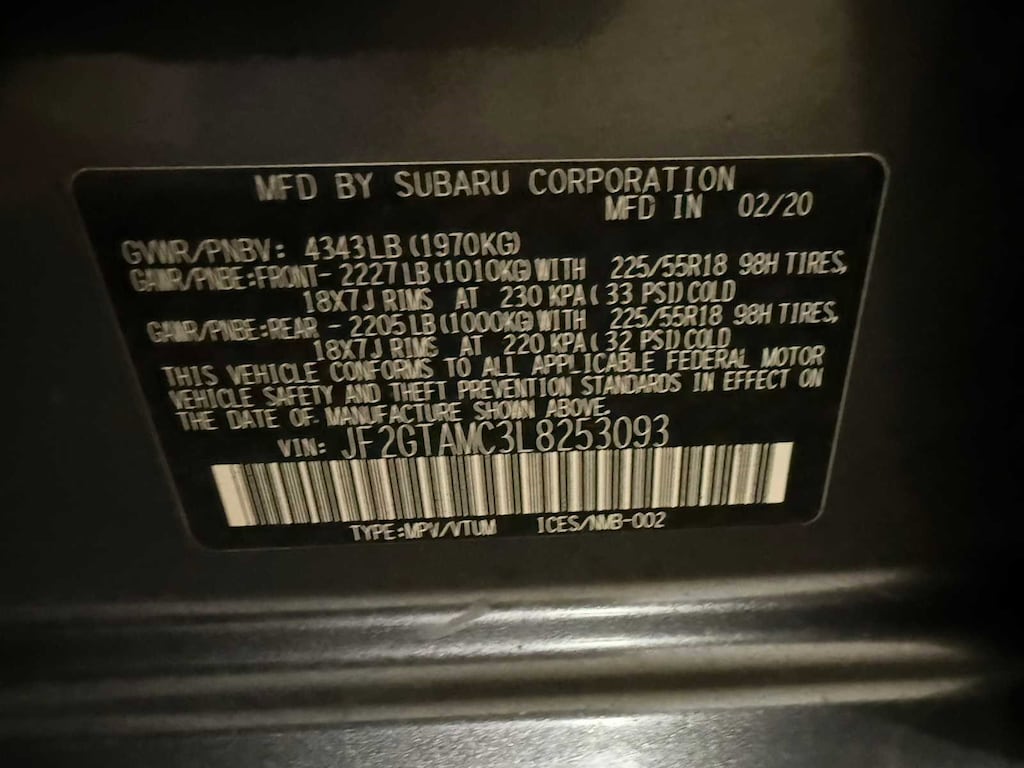 MFD BY SUBARU CORPORATION
MFD IN 02/20
GVWR/PNBV: 4343LB (1970KG)
GAWR/PNBE:FRONT- 2227LB (1010KG) WITH 225/55R18 98H TIRES,
18X7J RIMS AT 230 KPA ( 33 PSI) COLD
GAWR/PNBE:REAR - 2205LB (1000KG) WITH 225/55R18 98H TIRES,
18X7J RIMS AT 220 KPA ( 32 PSI) COLD
THIS VEHICLE CONFORMS TO ALL APPLICABLE FEDERAL MOTOR
VEHICLE SAFETY AND THEFT PREVENTION STANDARDS IN EFFECT ON
THE DATE OF MANUFACTURE SHOWN ABOVE.
VIN: JF2GTAMC3L8253093
TYPE:MPV/VTUM ICES/NMB-002